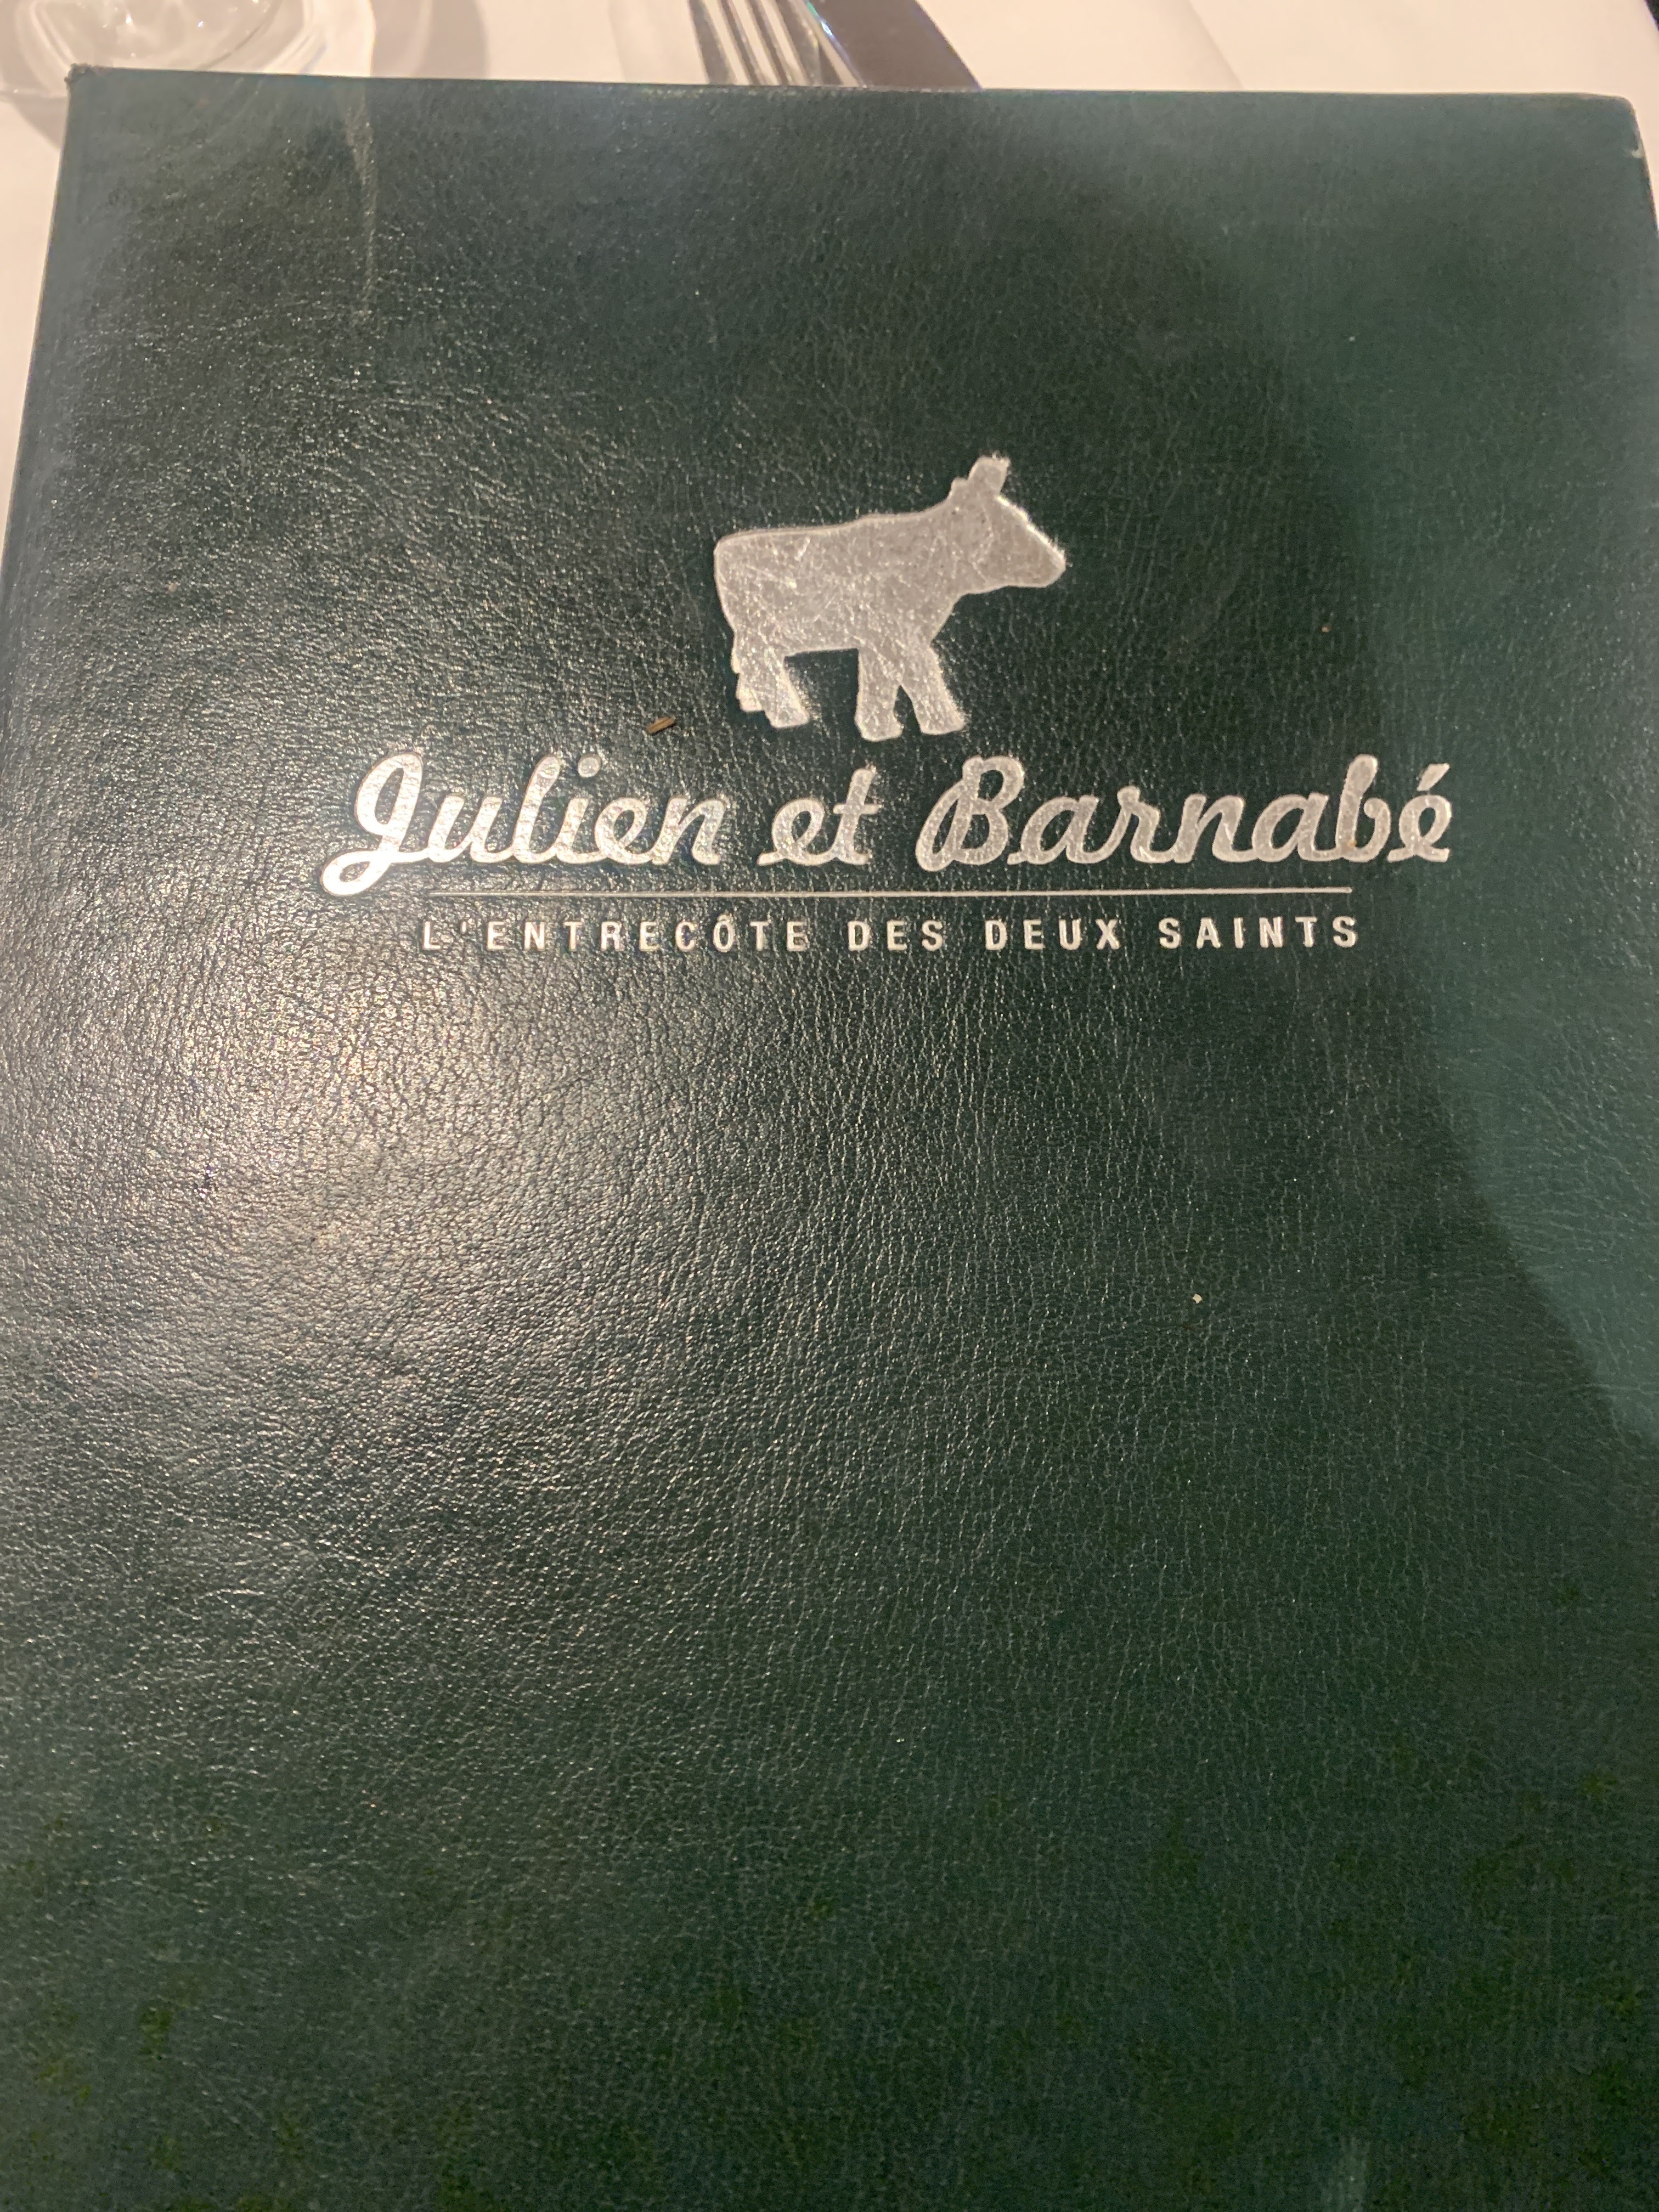 Julien et Barnabé
L'ENTRECÔTE DES DEUX SAINTS